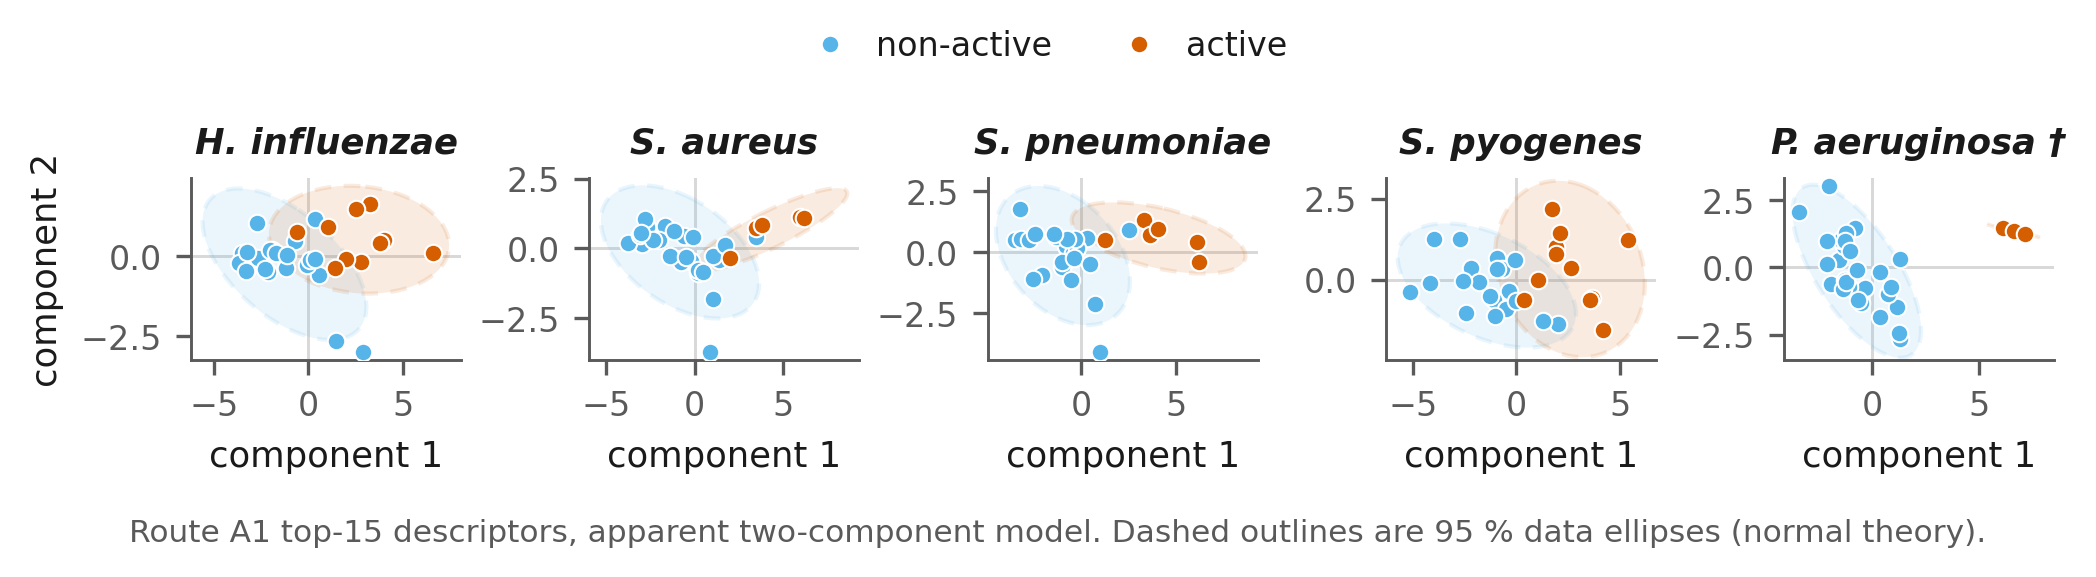 non-active active
H. influenzae S. aureus S. pneumoniae S. pyogenes P. aeruginosa †
component 2
0.0
−2.5
−5 0 5
component 1
2.5
0.0
−2.5
−5 0 5
component 1
2.5
0.0
−2.5
0 5
component 1
2.5
0.0
−5 0 5
component 1
2.5
0.0
−2.5
0 5
component 1
Route A1 top-15 descriptors, apparent two-component model. Dashed outlines are 95 % data ellipses (normal theory).